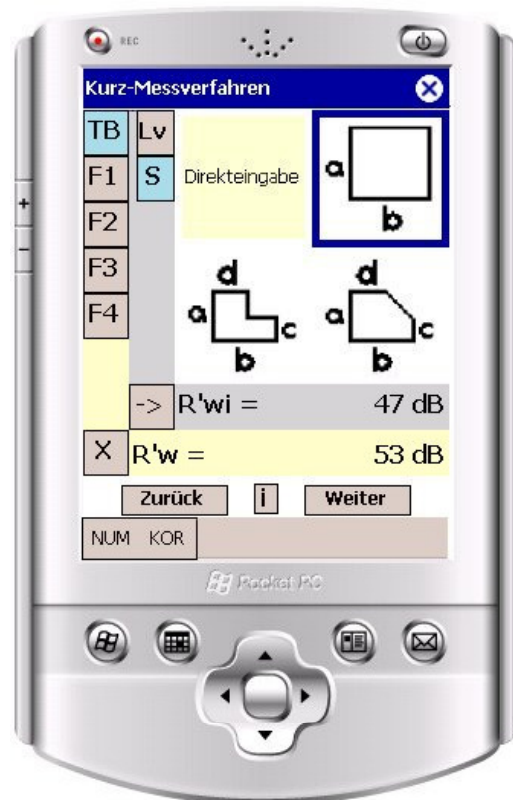 REC
Kurz-Messverfahren
TB Lv
F1 S Direkteingabe a
F2 b
F3 d d
F4 a c a c
b b
-> R'wi = 47 dB
X R'w = 53 dB
Zurück i Weiter
NUM KOR
Pocket PC
+
-